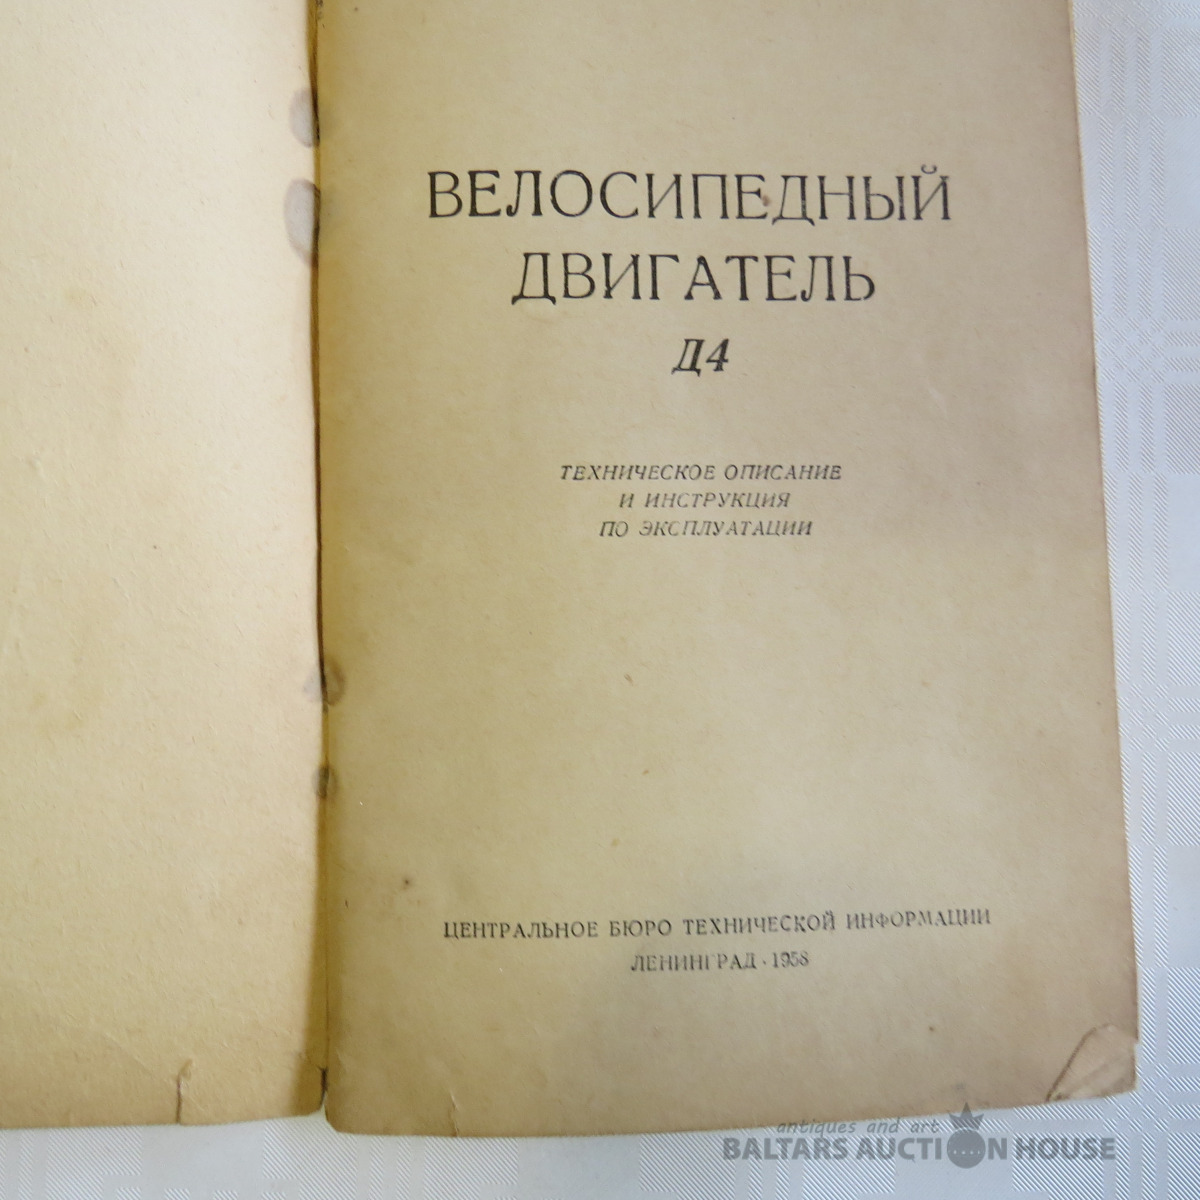 ВЕЛОСИПЕДНЫЙ
ДВИГАТЕЛЬ
Д4
ТЕХНИЧЕСКОЕ ОПИСАНИЕ
И ИНСТРУКЦИЯ
ПО ЭКСПЛУАТАЦИИ
ЦЕНТРАЛЬНОЕ БЮРО ТЕХНИЧЕСКОЙ ИНФОРМАЦИИ
ЛЕНИНГРАД · 1958
antiques and art
BALTARS AUCTION HOUSE